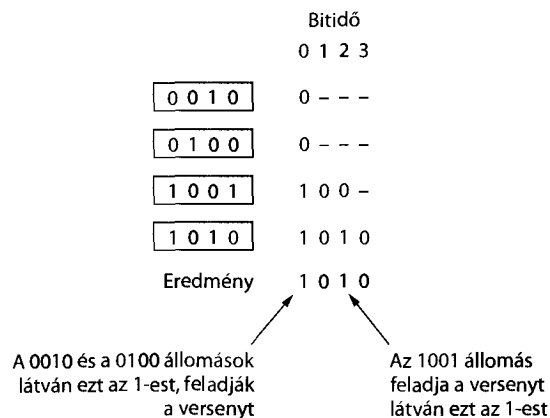 Bitidő
0 1 2 3
0 0 1 0 0 – – –
0 1 0 0 0 – – –
1 0 0 1 1 0 0 –
1 0 1 0 1 0 1 0
Eredmény 1 0 1 0
A 0010 és a 0100 állomások
látván ezt az 1-est, feladják
a versenyt
Az 1001 állomás
feladja a versenyt
látván ezt az 1-est